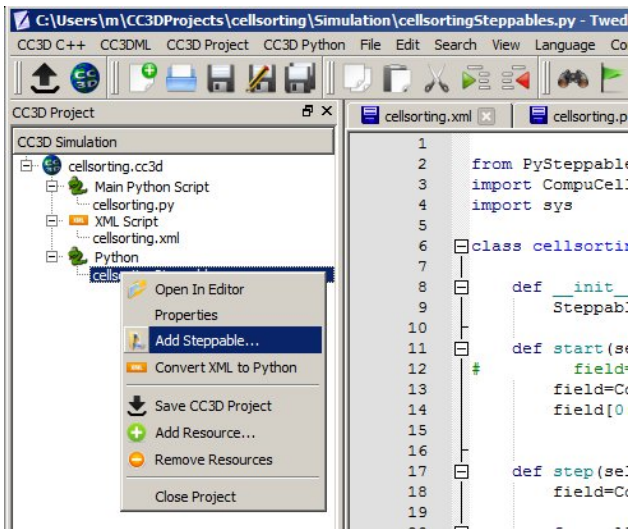 C:\Users\m\CC3DProjects\cellsorting\Simulation\cellsortingSteppables.py - Twed
CC3D C++ CC3DML CC3D Project CC3D Python File Edit Search View Language Co
CC3D Project
cellsorting.xml
cellsorting.p
CC3D Simulation
cellsorting.cc3d
Main Python Script
cellsorting.py
XML Script
cellsorting.xml
Python
Open In Editor
Properties
Add Steppable...
Convert XML to Python
Save CC3D Project
Add Resource...
Remove Resources
Close Project
1
2 from PySteppable
3 import CompuCell
4 import sys
5
6 class cellsortin
7
8 def __init__
9 Steppabl
10
11 def start(se
12 # field=
13 field=Co
14 field[0
15
16
17 def step(sel
18 field=Co
19